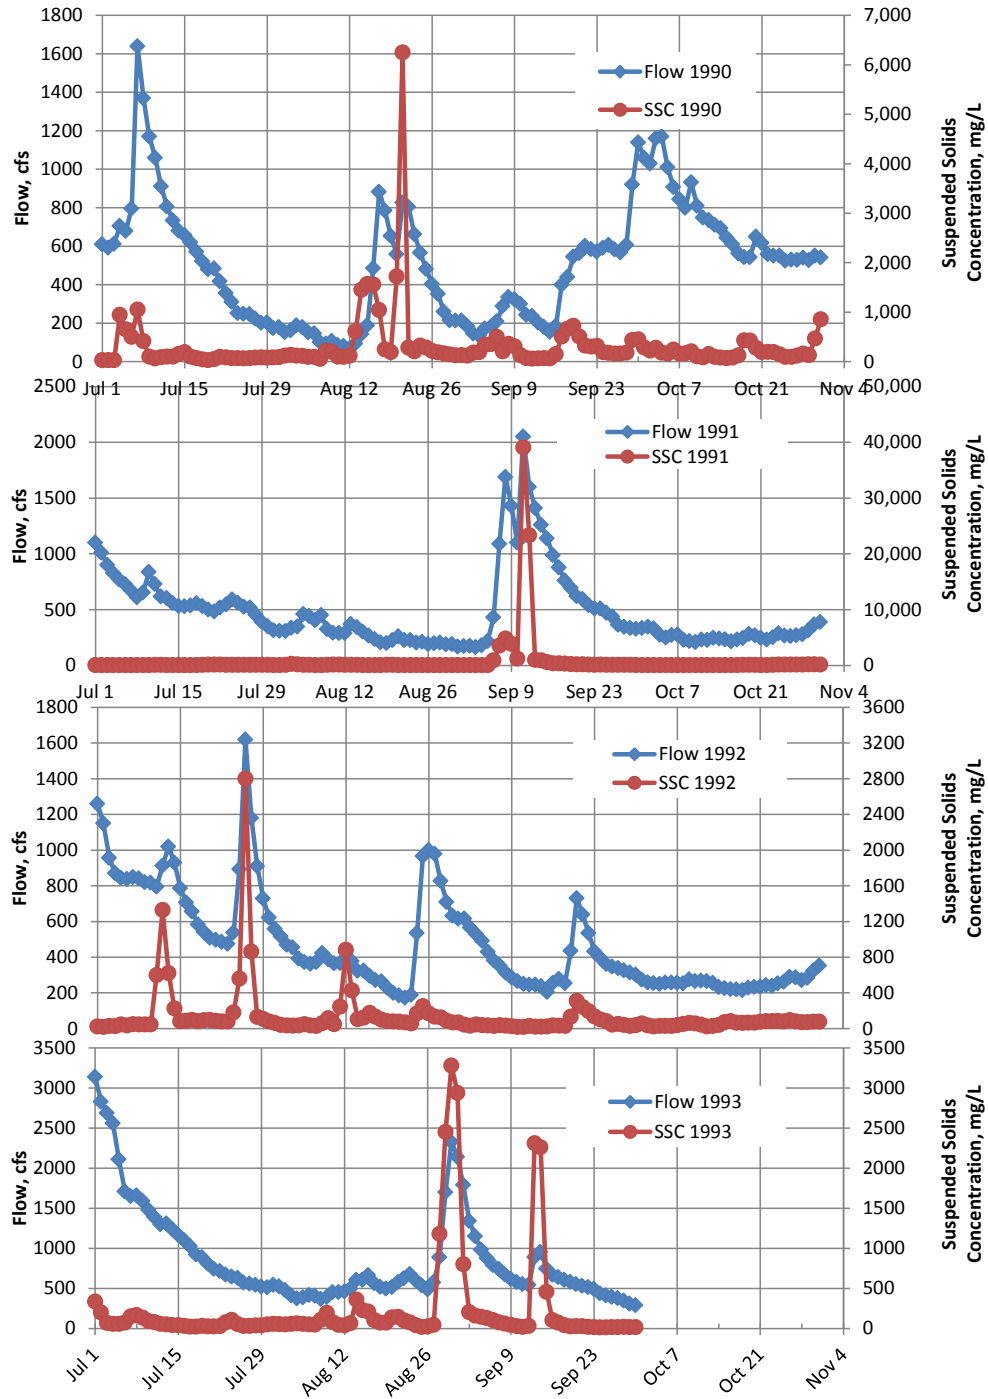 1800
1600
1400
1200
1000
800
600
400
200
0
Flow, cfs
Flow 1990
SSC 1990
7,000
6,000
5,000
4,000
3,000
2,000
1,000
0
Suspended Solids
Concentration, mg/L
Jul 1
Jul 15
Jul 29
Aug 12
Aug 26
Sep 9
Sep 23
Oct 7
Oct 21
Nov 4
2500
2000
1500
1000
500
0
Flow, cfs
Flow 1991
SSC 1991
50,000
40,000
30,000
20,000
10,000
0
Suspended Solids
Concentration, mg/L
Jul 1
Jul 15
Jul 29
Aug 12
Aug 26
Sep 9
Sep 23
Oct 7
Oct 21
Nov 4
1800
1600
1400
1200
1000
800
600
400
200
0
Flow, cfs
Flow 1992
SSC 1992
3600
3200
2800
2400
2000
1600
1200
800
400
0
Suspended Solids
Concentration, mg/L
3500
3000
2500
2000
1500
1000
500
0
Flow, cfs
Flow 1993
SSC 1993
3500
3000
2500
2000
1500
1000
500
0
Suspended Solids
Concentration, mg/L
Jul 1
Jul 15
Jul 29
Aug 12
Aug 26
Sep 9
Sep 23
Oct 7
Oct 21
Nov 4